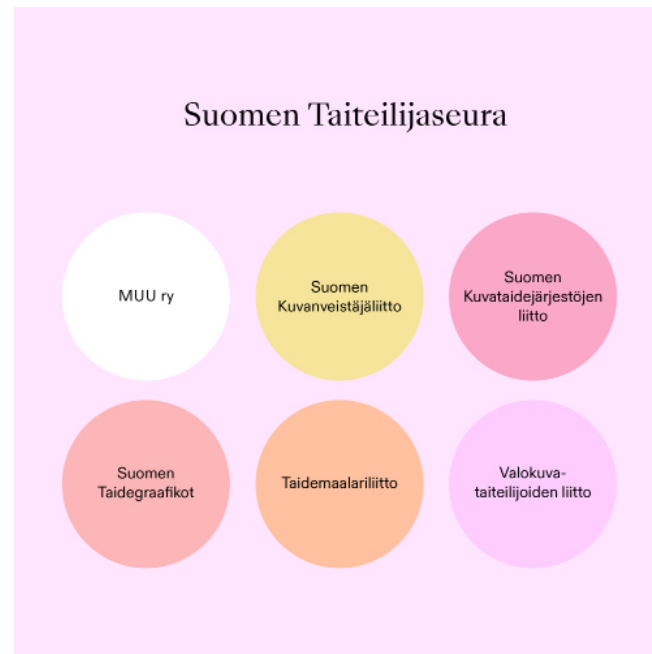 Suomen Taiteilijaseura
MUU ry
Suomen
Kuvanveistäjäliitto
Suomen
Kuvataidejärjestöjen
liitto
Suomen
Taidegraafikot
Taidemaalariliitto
Valokuva-
taiteilijoiden liitto